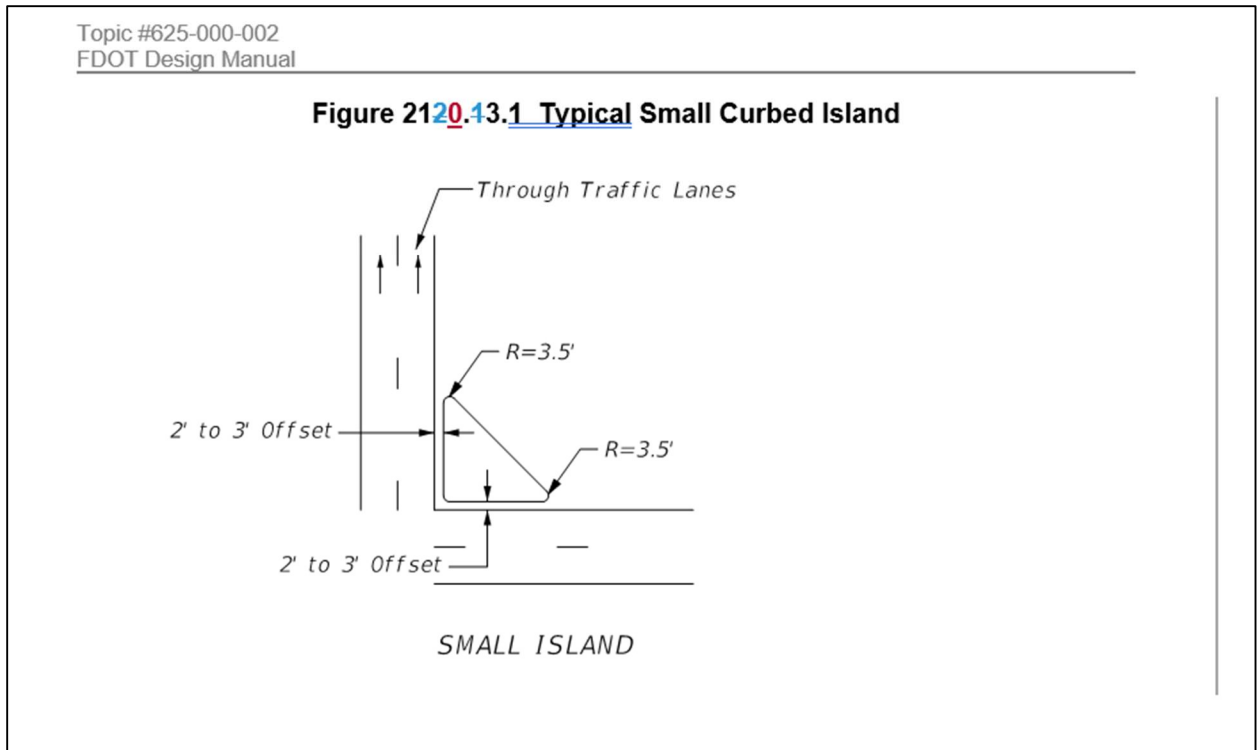 Topic #625-000-002
FDOT Design Manual
Figure 2120.13.1 Typical Small Curbed Island
Through Traffic Lanes
R=3.5'
2' to 3' Offset
R=3.5'
2' to 3' Offset
SMALL ISLAND